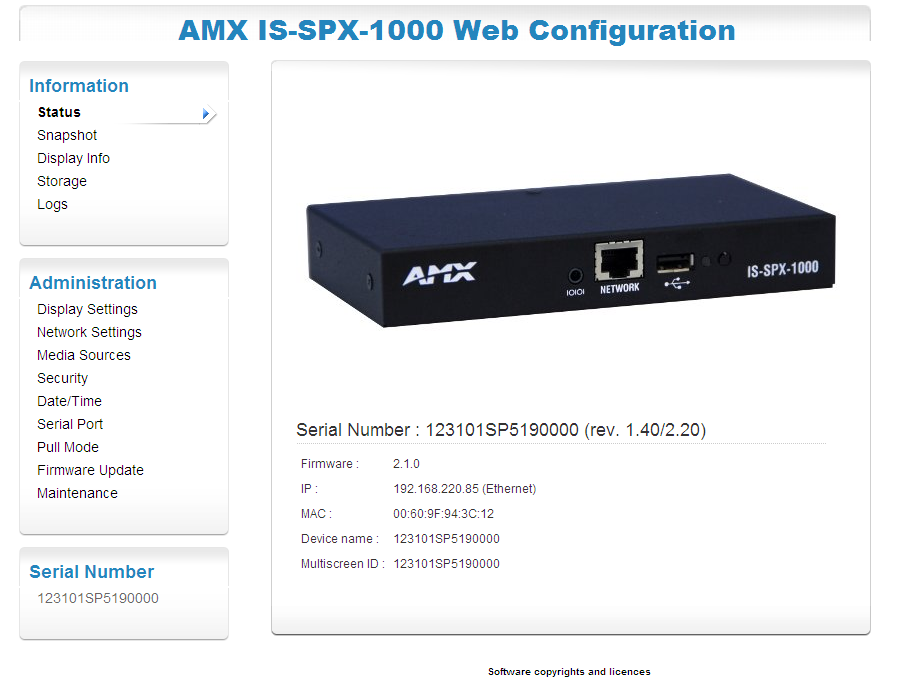 AMX IS-SPX-1000 Web Configuration
Information
Status
Snapshot
Display Info
Storage
Logs
Administration
Display Settings
Network Settings
Media Sources
Security
Date/Time
Serial Port
Pull Mode
Firmware Update
Maintenance
Serial Number
123101SP5190000
AMX
IOIOI
NETWORK
IS-SPX-1000
Serial Number : 123101SP5190000 (rev. 1.40/2.20)
Firmware : 2.1.0
IP : 192.168.220.85 (Ethernet)
MAC : 00:60:9F:94:3C:12
Device name : 123101SP5190000
Multiscreen ID : 123101SP5190000
Software copyrights and licences